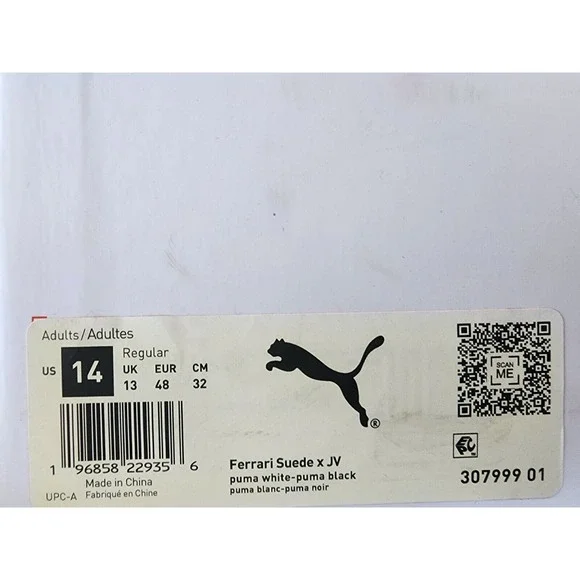 Adults/Adultes
Regular
US 14 UK EUR CM
13 48 32
1 96858 22935 6
UPC-A
Made in China
Fabriqué en Chine
®
Ferrari Suede x JV
puma white-puma black
puma blanc-puma noir
SCAN
ME
307999 01